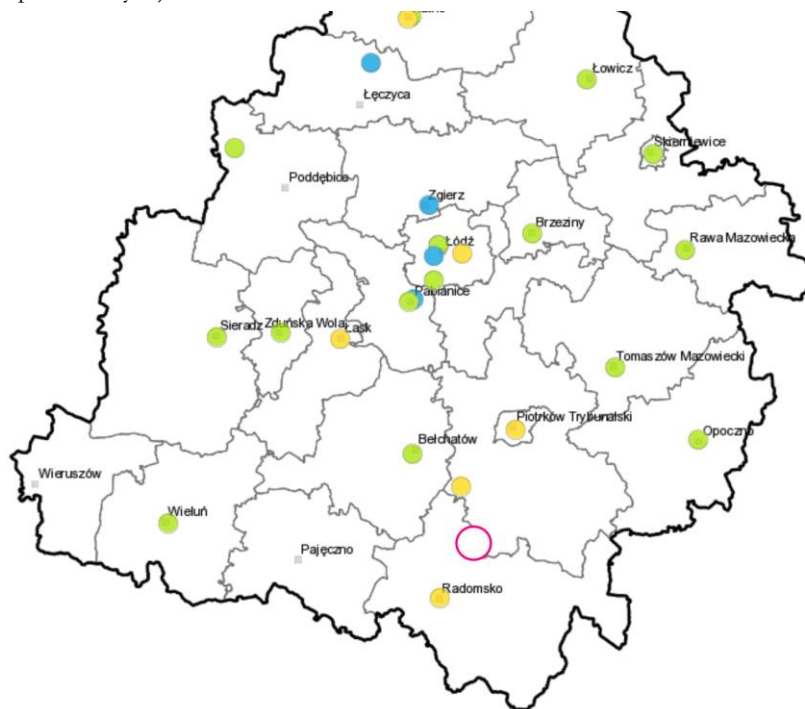 Łęczyca
Łowicz
Skierniewice
Poddębice
Zgierz
Brzeziny
Łódź
Rawa Mazowiecka
Pabianice
Sieradz
Zduńska Wola
Łask
Tomaszów Mazowiecki
Piotrków Trybunalski
Opoczno
Bełchatów
Wieruszów
Wieluń
Pajęczno
Radomsko